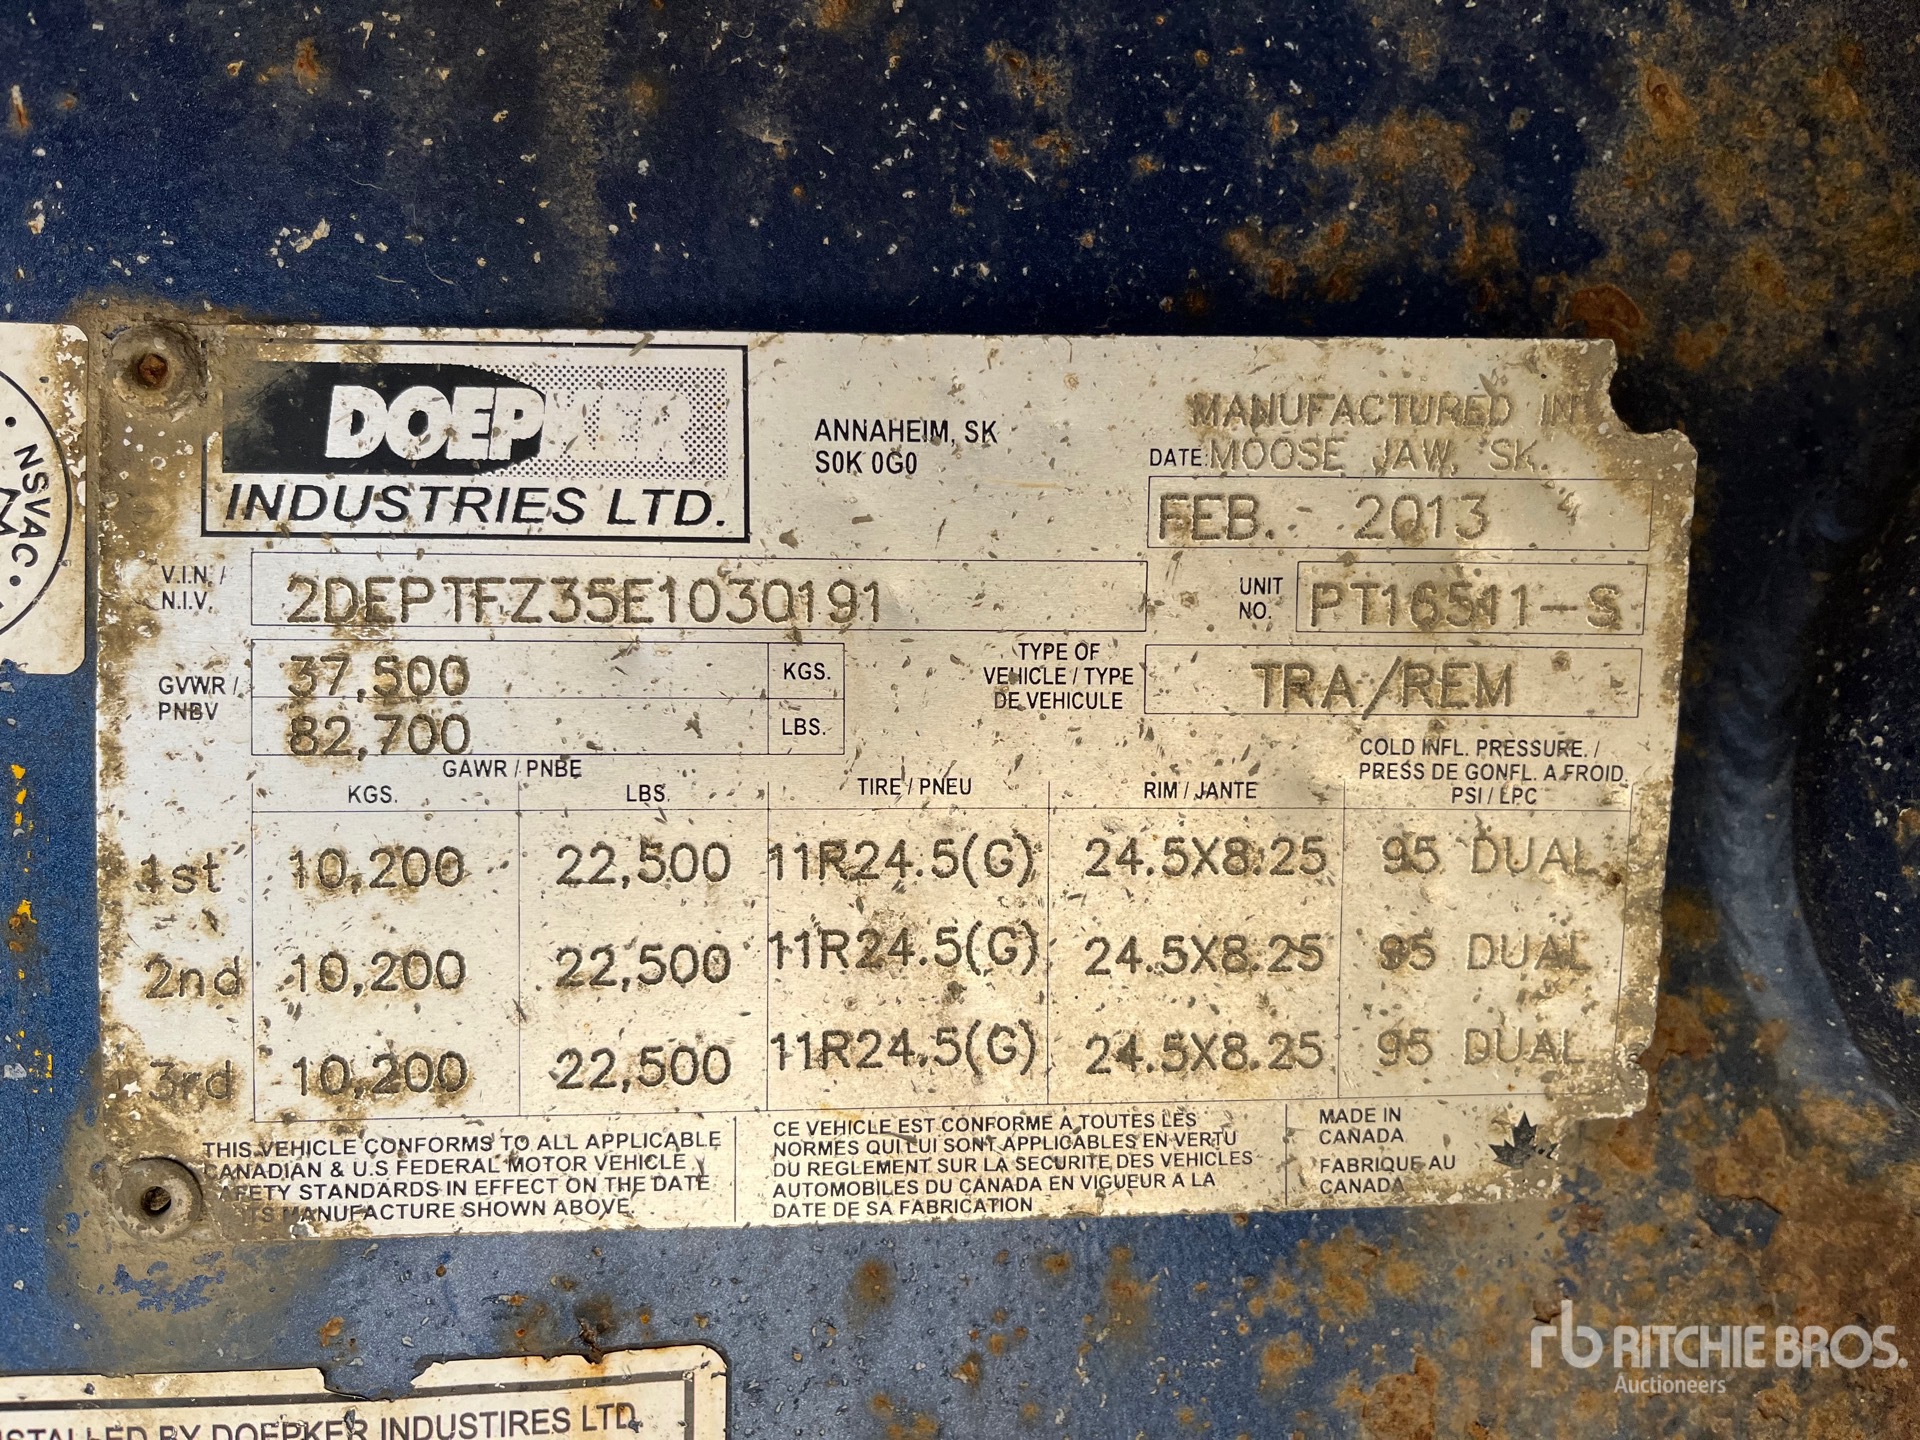 NSVAC
DOEPKER
INDUSTRIES LTD.
ANNAHEIM, SK
S0K 0G0
MANUFACTURED IN
DATE: MOOSE JAW, SK.
FEB. - 2013
V.I.N. /
N.I.V.
2DEPTFZ35E1030191
UNIT
NO.
PT16511-S
GVWR /
PNBV
37,500 KGS.
82,700 LBS.
TYPE OF
VEHICLE / TYPE
DE VEHICULE
TRA/REM
GAWR / PNBE
COLD INFL. PRESSURE. /
PRESS DE GONFL. A FROID.
KGS. LBS. TIRE / PNEU RIM / JANTE PSI / LPC
1st 10,200 22,500 11R24.5(G) 24.5X8.25 95 DUAL
2nd 10,200 22,500 11R24.5(G) 24.5X8.25 95 DUAL
3rd 10,200 22,500 11R24.5(G) 24.5X8.25 95 DUAL
THIS VEHICLE CONFORMS TO ALL APPLICABLE
CANADIAN & U.S FEDERAL MOTOR VEHICLE
AFETY STANDARDS IN EFFECT ON THE DATE
MANUFACTURE SHOWN ABOVE.
CE VEHICLE EST CONFORME A TOUTES LES
NORMES QUI LUI SONT APPLICABLES EN VERTU
DU REGLEMENT SUR LA SECURITE DES VEHICLES
AUTOMOBILES DU CANADA EN VIGUEUR A LA
DATE DE SA FABRICATION
MADE IN
CANADA
FABRIQUE AU
CANADA
STALLED BY DOEPKER INDUSTIRES LTD.
rb RITCHIE BROS.
Auctioneers